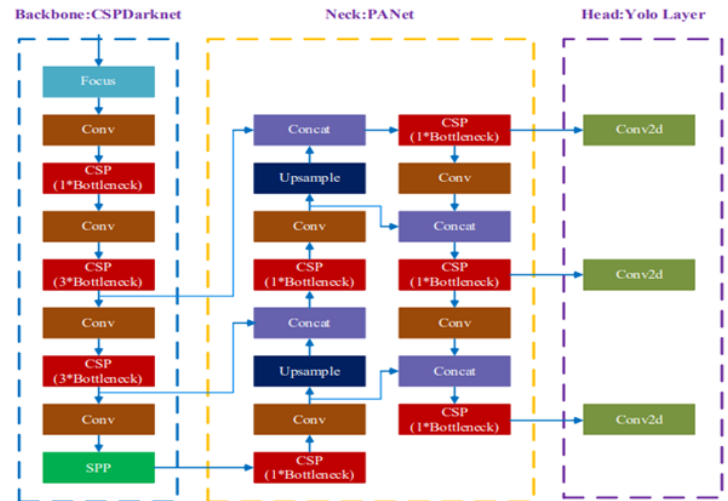 Backbone:CSPDarknet
Neck:PANet
Head:Yolo Layer
Focus
Conv
CSP
(1*Bottleneck)
Conv
CSP
(3*Bottleneck)
Conv
CSP
(3*Bottleneck)
Conv
SPP
Concat
Upsample
Conv
CSP
(1*Bottleneck)
Concat
Upsample
Conv
CSP
(1*Bottleneck)
CSP
(1*Bottleneck)
Conv
Concat
CSP
(1*Bottleneck)
Conv
Concat
CSP
(1*Bottleneck)
Conv2d
Conv2d
Conv2d